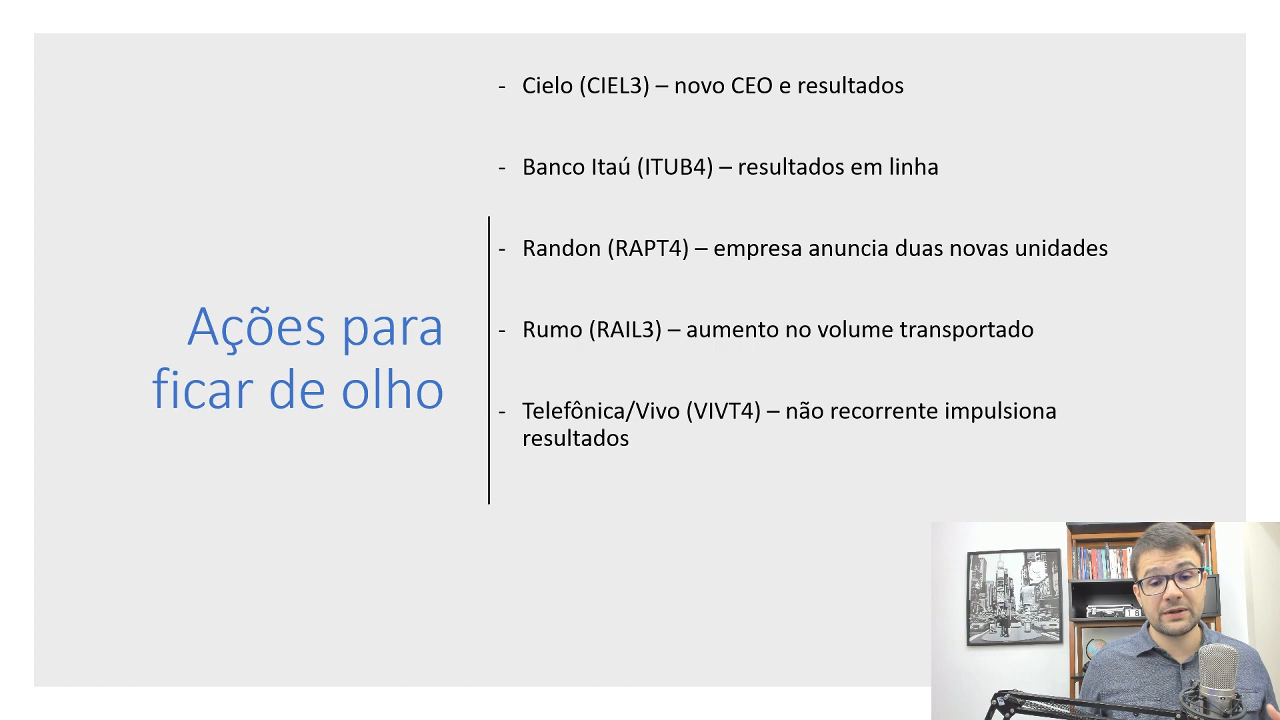 Ações para
ficar de olho
- Cielo (CIEL3) – novo CEO e resultados
- Banco Itaú (ITUB4) – resultados em linha
- Randon (RAPT4) – empresa anuncia duas novas unidades
- Rumo (RAIL3) – aumento no volume transportado
- Telefônica/Vivo (VIVT4) – não recorrente impulsiona
resultados